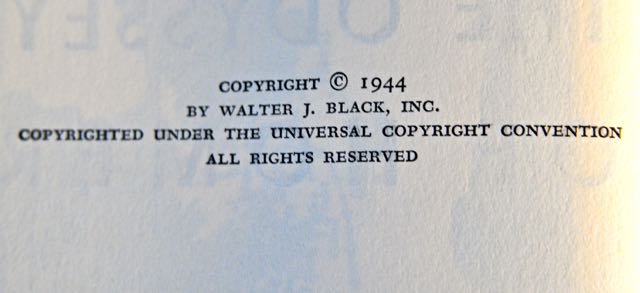 COPYRIGHT © 1944
BY WALTER J. BLACK, INC.
COPYRIGHTED UNDER THE UNIVERSAL COPYRIGHT CONVENTION
ALL RIGHTS RESERVED